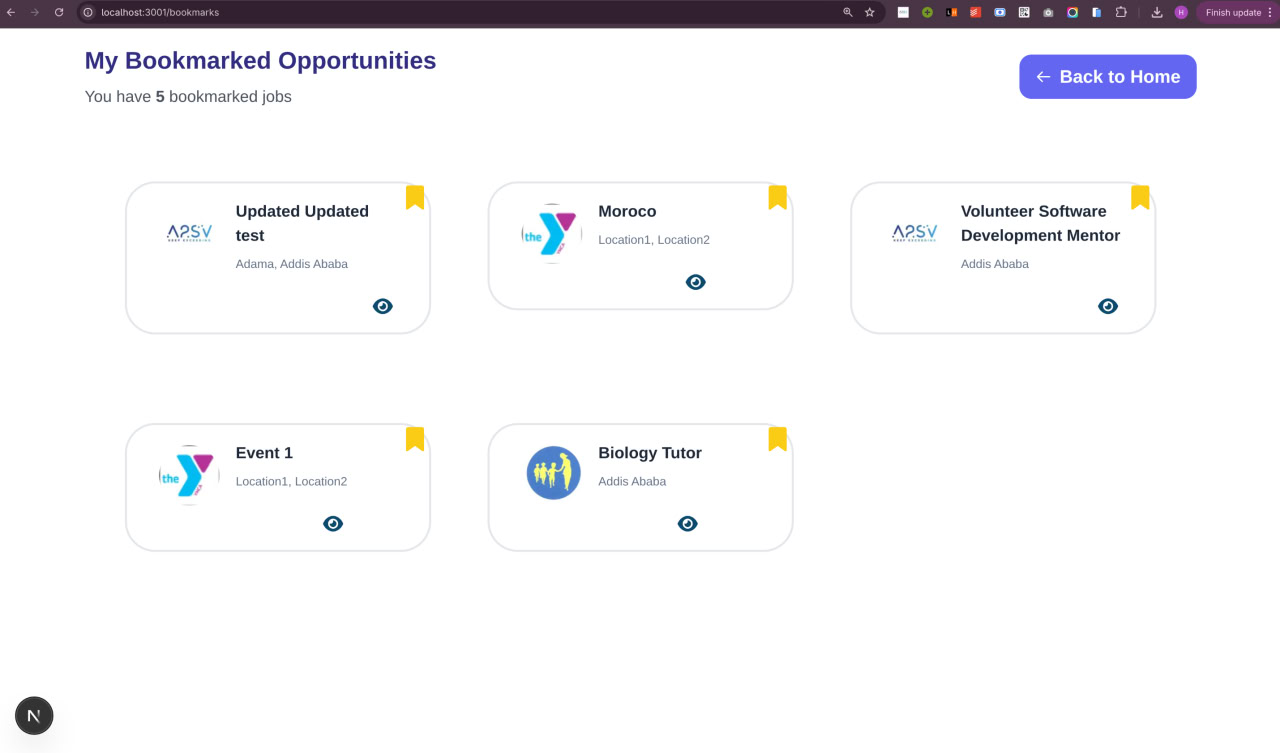 localhost:3001/bookmarks
Finish update
My Bookmarked Opportunities
You have 5 bookmarked jobs
← Back to Home
Updated Updated
test
Adama, Addis Ababa
the
Moroco
Location1, Location2
Volunteer Software
Development Mentor
Addis Ababa
the
Event 1
Location1, Location2
Biology Tutor
Addis Ababa
N